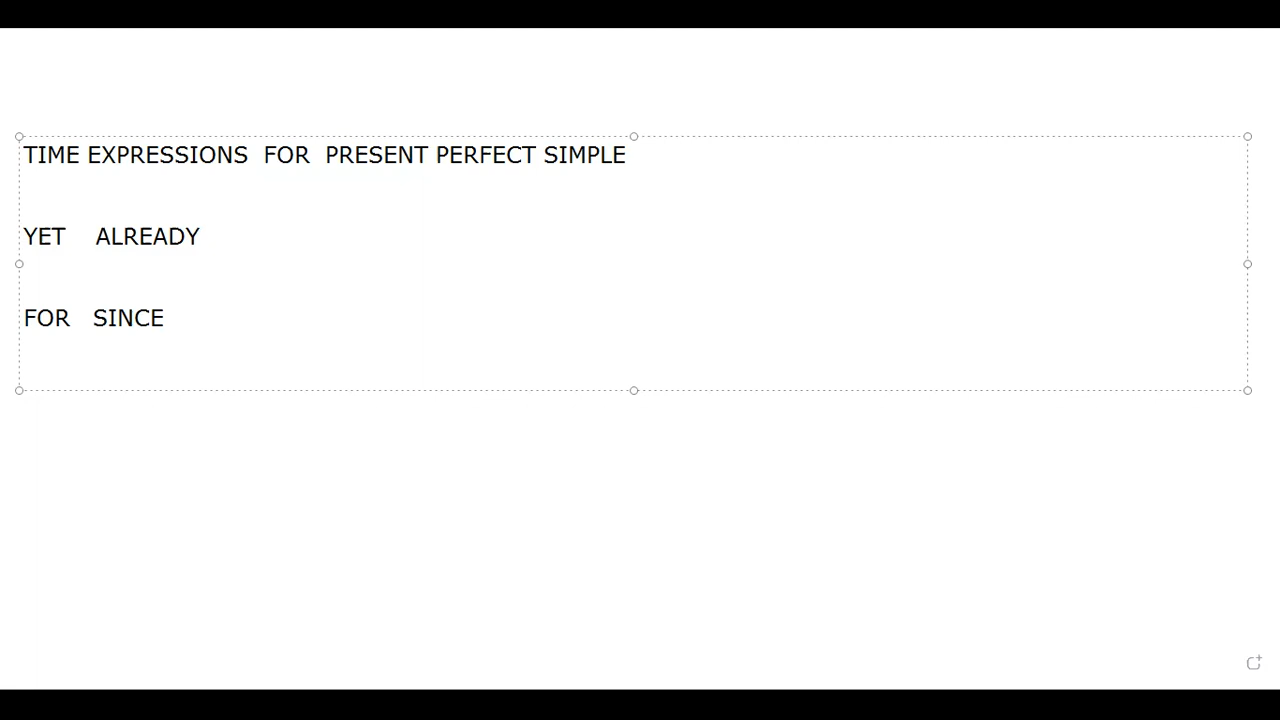 TIME EXPRESSIONS FOR PRESENT PERFECT SIMPLE
YET ALREADY
FOR SINCE